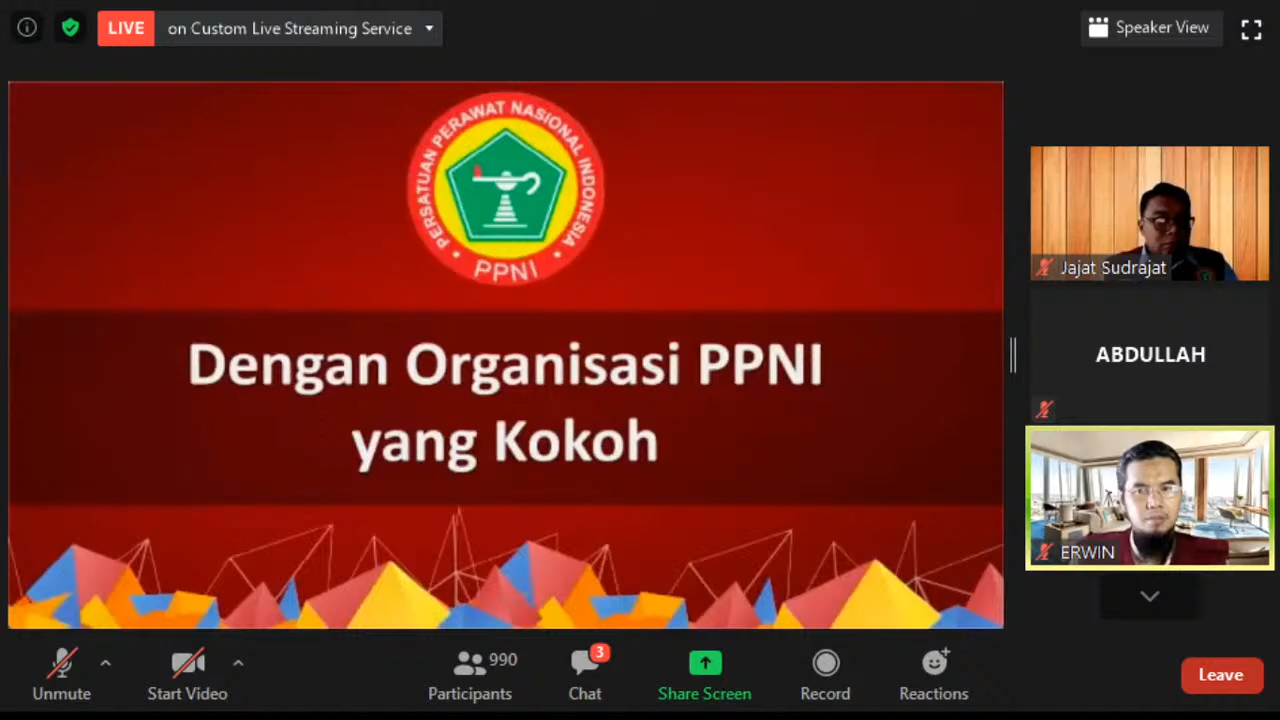 LIVE on Custom Live Streaming Service
Speaker View
PERSATUAN PERAWAT NASIONAL INDONESIA
PPNI
Dengan Organisasi PPNI
yang Kokoh
Jajat Sudrajat
ABDULLAH
ERWIN
Unmute
Start Video
990
Participants
3
Chat
Share Screen
Record
Reactions
Leave